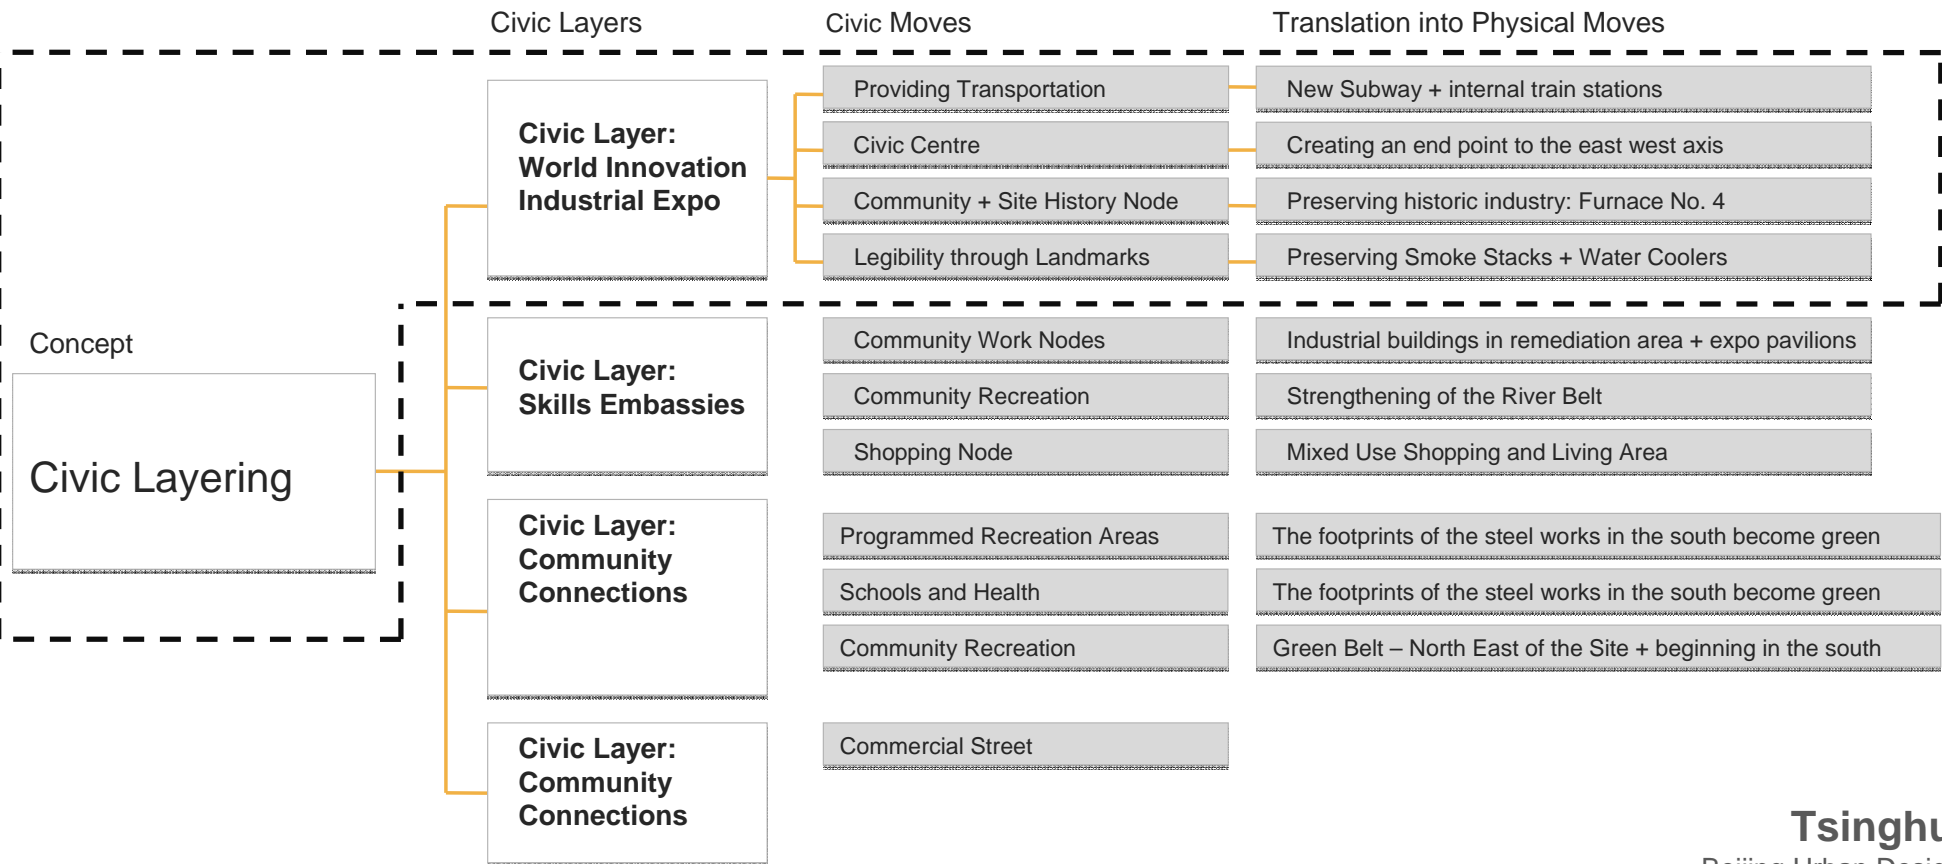 Civic Layers
Civic Moves
Translation into Physical Moves
Concept
Civic Layering
Civic Layer:
World Innovation
Industrial Expo
Providing Transportation
New Subway + internal train stations
Civic Centre
Creating an end point to the east west axis
Community + Site History Node
Preserving historic industry: Furnace No. 4
Legibility through Landmarks
Preserving Smoke Stacks + Water Coolers
Civic Layer:
Skills Embassies
Community Work Nodes
Industrial buildings in remediation area + expo pavilions
Community Recreation
Strengthening of the River Belt
Shopping Node
Mixed Use Shopping and Living Area
Civic Layer:
Community
Connections
Programmed Recreation Areas
The footprints of the steel works in the south become green
Schools and Health
The footprints of the steel works in the south become green
Community Recreation
Green Belt – North East of the Site + beginning in the south
Civic Layer:
Community
Connections
Commercial Street
Tsinghu
Beijing Urban Desig